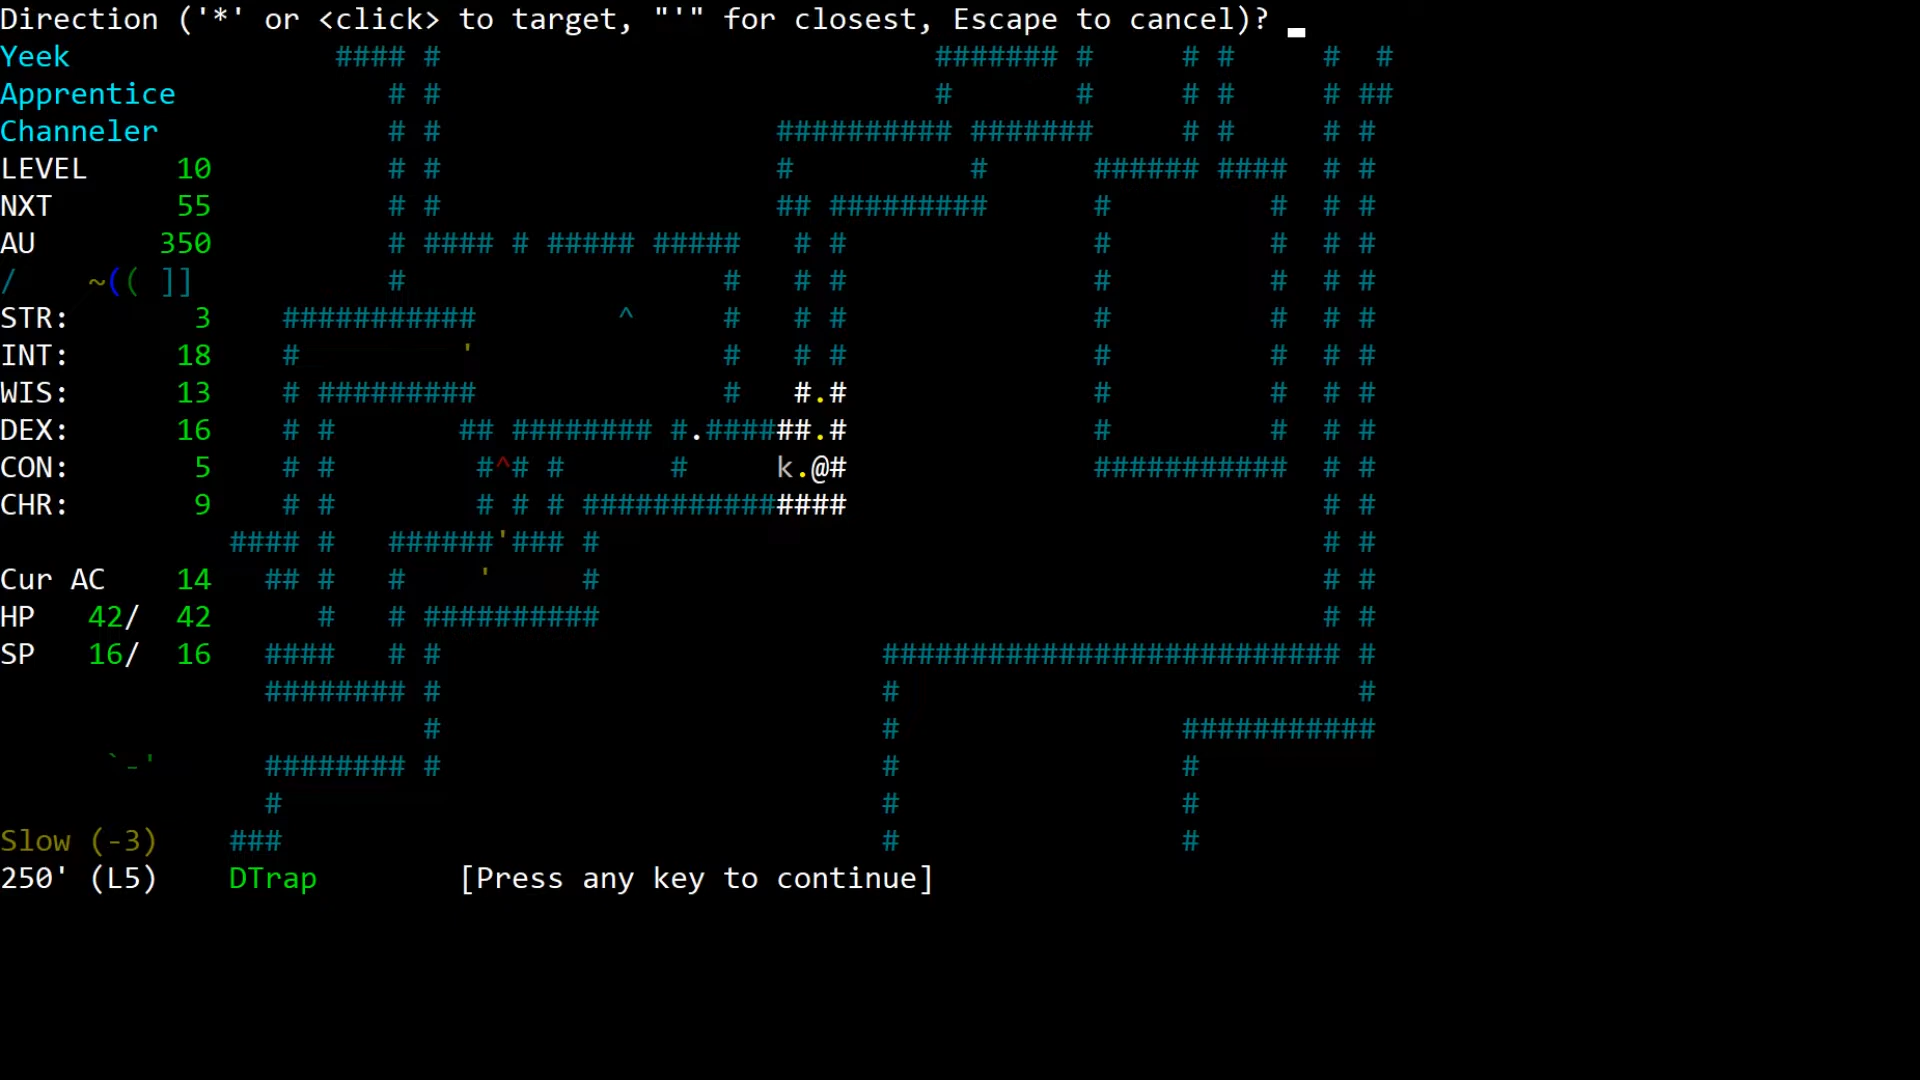 Direction ('*' or <click> to target, "'" for closest, Escape to cancel)?
Yeek #### # ####### # # # # #
Apprentice # # # # # # # ##
Channeler # # ########## ####### # # # #
LEVEL 10 # # # # ###### #### # #
NXT 55 # # ## ######### # # # #
AU 350 # #### # ##### ##### # # # # # #
/ ~(( ]] # # # # # # # #
STR: 3 ########### ^ # # # # # # #
INT: 18 # ' # # # # # # #
WIS: 13 # ######### # #.# # # # #
DEX: 16 # # ## ######## #.######.# # # # #
CON: 5 # # #^# # # k.@# ########### # #
CHR: 9 # # # # # ############### # #
#### # ######'### # # #
Cur AC 14 ## # # ' # # #
HP 42/ 42 # # ########## # #
SP 16/ 16 #### # # ########################## #
######## # # #
# # ###########
`-' ######## # # #
# # #
Slow (-3) ### # #
250' (L5) DTrap [Press any key to continue]